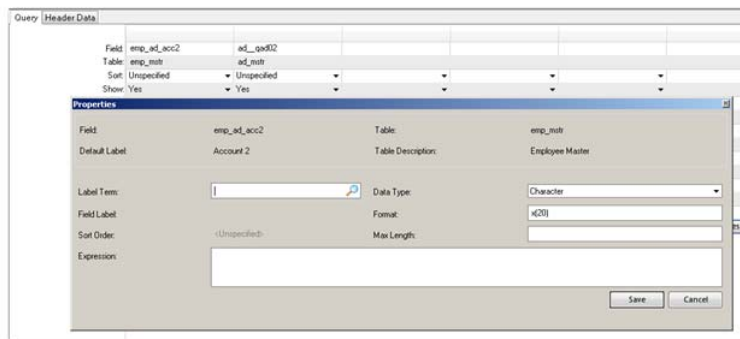 Query Header Data
Field: emp_ad_acc2 ad__qad02
Table: emp_mstr ad_mstr
Sort: Unspecified Unspecified
Show: Yes Yes
Properties
Field: emp_ad_acc2 Table: emp_mstr
Default Label: Account 2 Table Description: Employee Master
Label Term: Data Type: Character
Field Label: Format: x(20)
Sort Order: <Unspecified> Max Length:
Expression:
Save Cancel